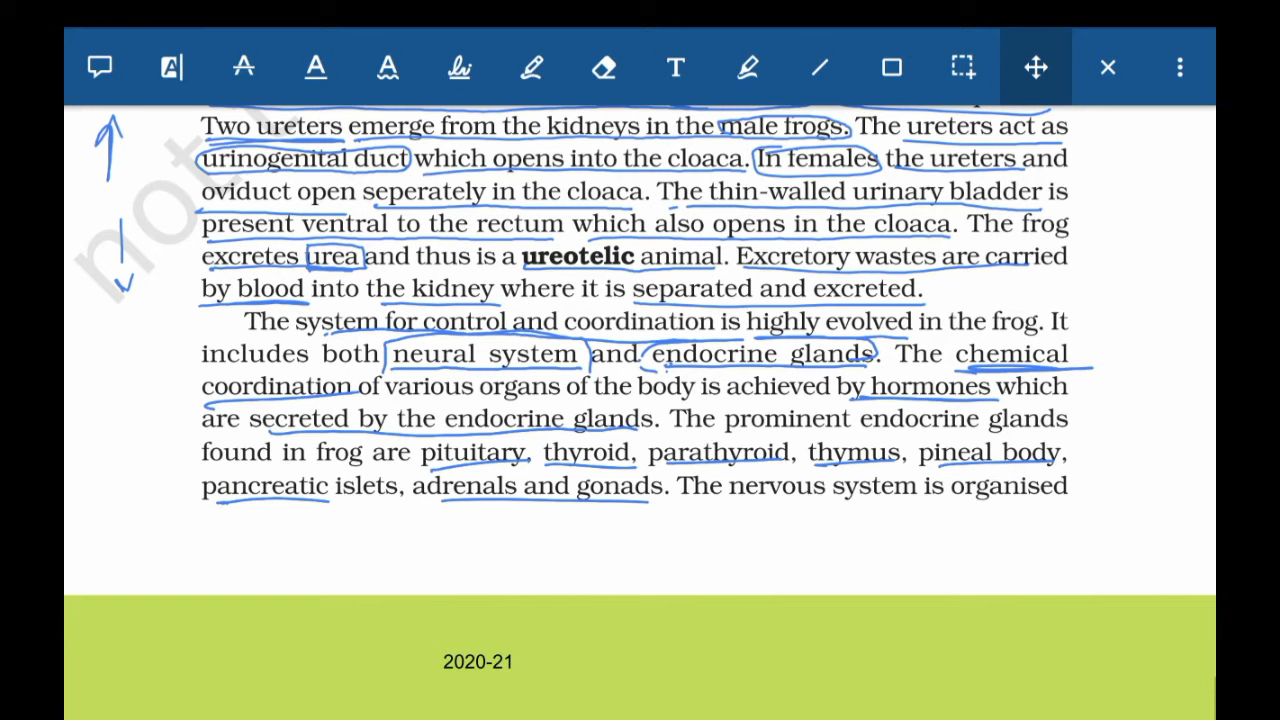 Two ureters emerge from the kidneys in the male frogs. The ureters act as
urinogenital duct which opens into the cloaca. In females the ureters and
oviduct open seperately in the cloaca. The thin-walled urinary bladder is
present ventral to the rectum which also opens in the cloaca. The frog
excretes urea and thus is a ureotelic animal. Excretory wastes are carried
by blood into the kidney where it is separated and excreted.
The system for control and coordination is highly evolved in the frog. It
includes both neural system and endocrine glands. The chemical
coordination of various organs of the body is achieved by hormones which
are secreted by the endocrine glands. The prominent endocrine glands
found in frog are pituitary, thyroid, parathyroid, thymus, pineal body,
pancreatic islets, adrenals and gonads. The nervous system is organised
not
2020-21